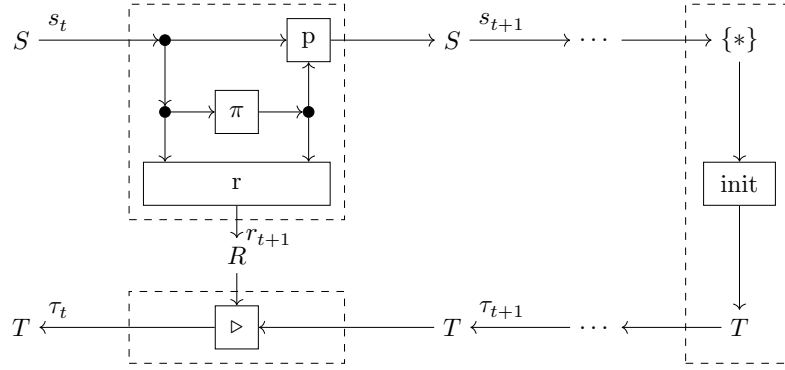 S s_t p S s_{t+1} ⋯ {*}
π
r init
r_{t+1}
R
T τ_t ▷ T τ_{t+1} ⋯ T